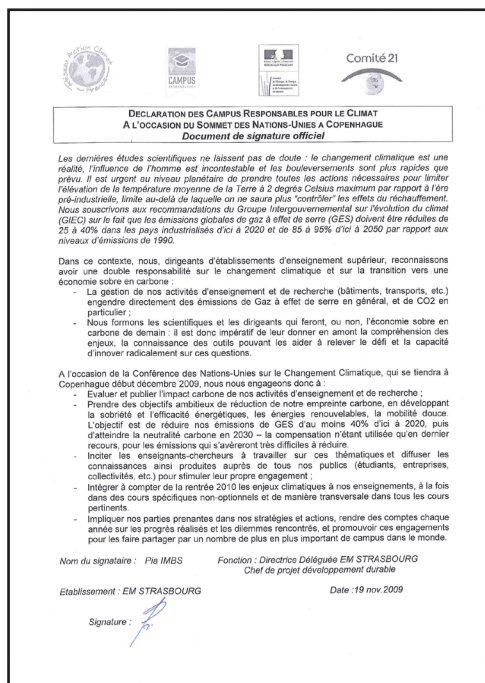 CAMPUS
Comité 21
DECLARATION DES CAMPUS RESPONSABLES POUR LE CLIMAT
A L'OCCASION DU SOMMET DES NATIONS-UNIES A COPENHAGUE
Document de signature officiel
Les dernières études scientifiques ne laissent pas de doute : le changement climatique est une
réalité, l'influence de l'homme est incontestable et les bouleversements sont plus rapides que
prévu. Il est urgent au niveau planétaire de prendre toutes les actions nécessaires pour limiter
l'élévation de la température moyenne de la Terre à 2 degrés Celsius maximum par rapport à l'ère
pré-industrielle, limite au-delà de laquelle on ne saura plus "contrôler" les effets du réchauffement.
Nous souscrivons aux recommandations du Groupe Intergouvernemental sur l'évolution du climat
(GIEC) sur le fait que les émissions globales de gaz à effet de serre (GES) doivent être réduites de
25 à 40% dans les pays industrialisés d'ici à 2020 et de 85 à 95% d'ici à 2050 par rapport aux
niveaux d'émissions de 1990.
Dans ce contexte, nous, dirigeants d'établissements d'enseignement supérieur, reconnaissons
avoir une double responsabilité sur le changement climatique et sur la transition vers une
économie sobre en carbone :
- La gestion de nos activités d'enseignement et de recherche (bâtiments, transports, etc.)
engendre directement des émissions de Gaz à effet de serre en général, et de CO2 en
particulier ;
- Nous formons les scientifiques et les dirigeants qui feront, ou non, l'économie sobre en
carbone de demain : il est donc impératif de leur donner en amont la compréhension des
enjeux, la connaissance des outils pouvant les aider à relever le défi et la capacité
d'innover radicalement sur ces questions.
A l'occasion de la Conférence des Nations-Unies sur le Changement Climatique, qui se tiendra à
Copenhague début décembre 2009, nous nous engageons donc à :
- Evaluer et publier l'impact carbone de nos activités d'enseignement et de recherche ;
- Prendre des objectifs ambitieux de réduction de notre empreinte carbone, en développant
la sobriété et l'efficacité énergétiques, les énergies renouvelables, la mobilité douce.
L'objectif est de réduire nos émissions de GES d'au moins 40% d'ici à 2020, puis
d'atteindre la neutralité carbone en 2030 – la compensation n'étant utilisée qu'en dernier
recours, pour les émissions qui s'avèreront très difficiles à réduire.
- Inciter les enseignants-chercheurs à travailler sur ces thématiques et diffuser les
connaissances ainsi produites auprès de tous nos publics (étudiants, entreprises,
collectivités, etc.) pour stimuler leur propre engagement ;
- Intégrer à compter de la rentrée 2010 les enjeux climatiques à nos enseignements, à la fois
dans des cours spécifiques non-optionnels et de manière transversale dans tous les cours
pertinents.
- Impliquer nos parties prenantes dans nos stratégies et actions, rendre des comptes chaque
année sur les progrès réalisés et les dilemmes rencontrés, et promouvoir ces engagements
pour les faire partager par un nombre de plus en plus important de campus dans le monde.
Nom du signataire : Pia IMBS Fonction : Directrice Déléguée EM STRASBOURG
Chef de projet développement durable
Etablissement : EM STRASBOURG Date :19 nov.2009
Signature :